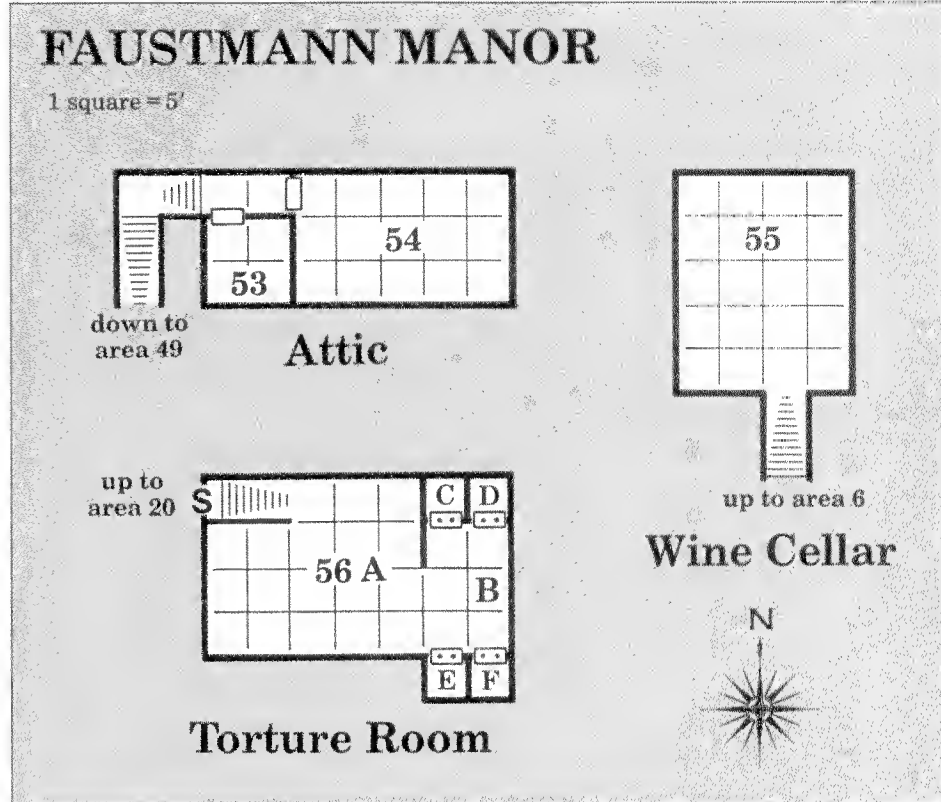 FAUSTMANN MANOR
1 square = 5'
53
54
55
down to
area 49
Attic
up to
area 20
S
C D
56 A
B
E F
Torture Room
up to area 6
Wine Cellar
N